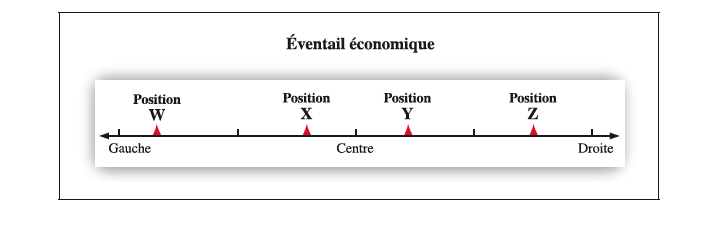 Éventail économique
Position Position Position Position
W X Y Z
Gauche Centre Droite